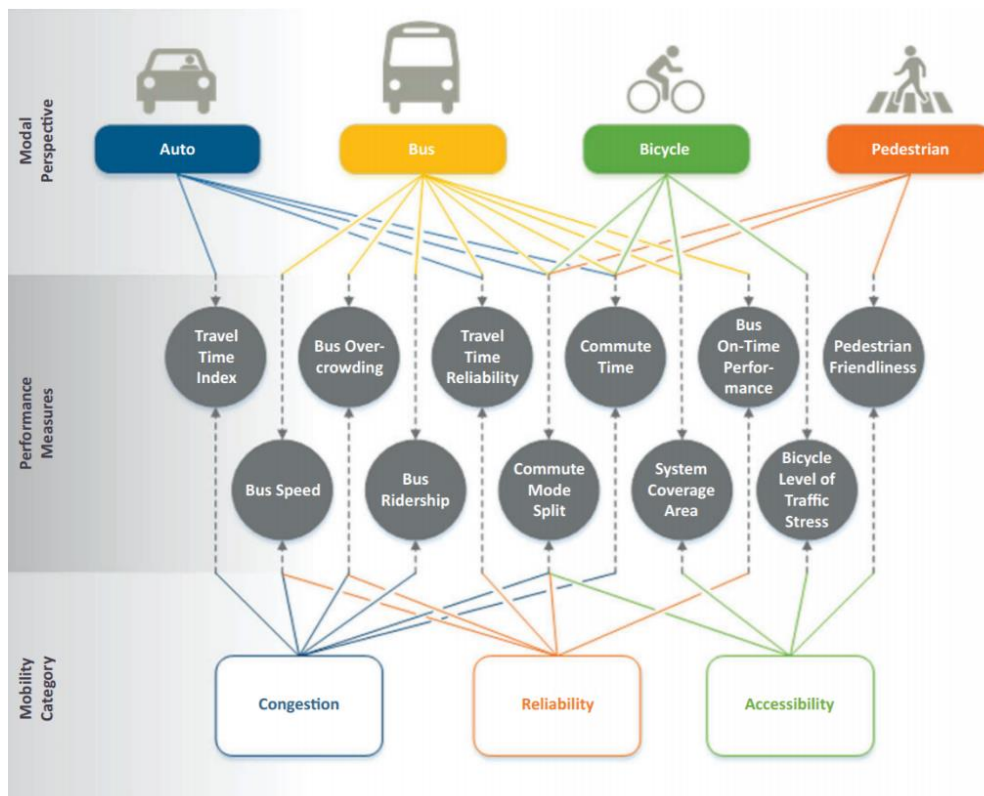 Modal
Perspective
Auto
Bus
Bicycle
Pedestrian
Performance
Measures
Travel
Time
Index
Bus Over-
crowding
Travel
Time
Reliability
Commute
Time
Bus
On-Time
Perfor-
mance
Pedestrian
Friendliness
Bus Speed
Bus
Ridership
Commute
Mode
Split
System
Coverage
Area
Bicycle
Level of
Traffic
Stress
Mobility
Category
Congestion
Reliability
Accessibility